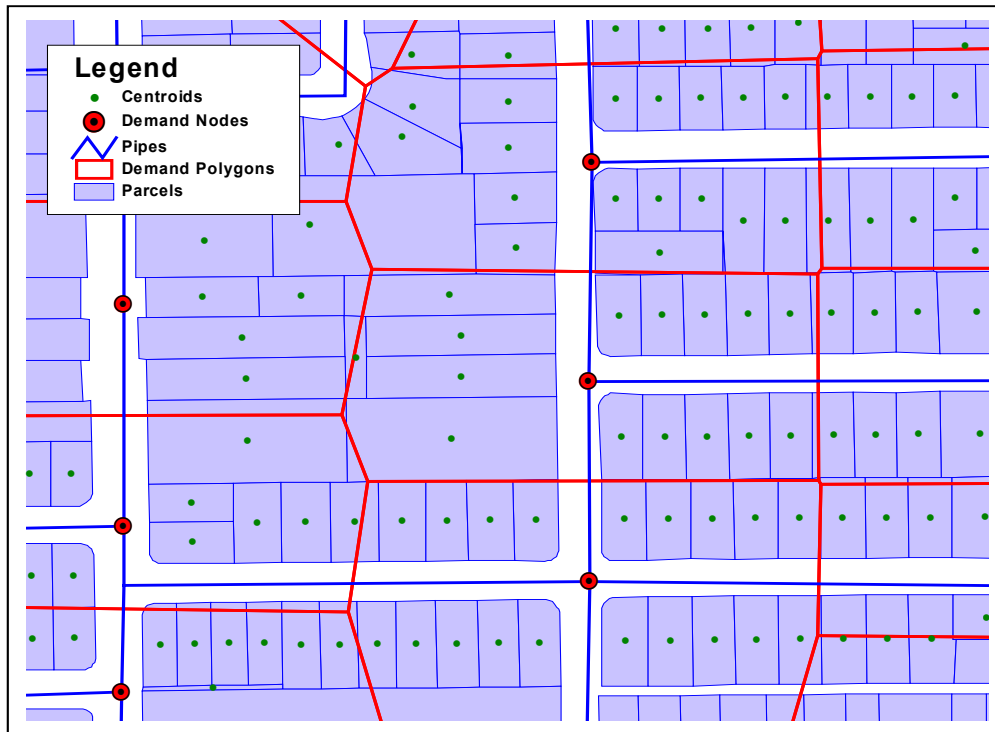 Legend
Centroids
Demand Nodes
Pipes
Demand Polygons
Parcels